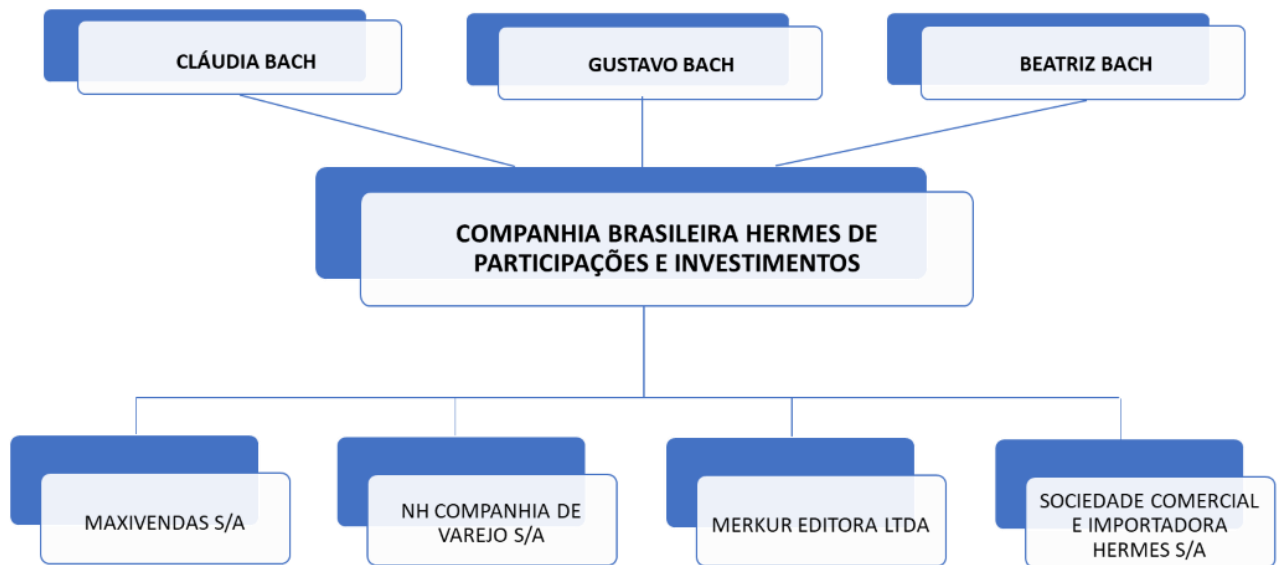 CLÁUDIA BACH
GUSTAVO BACH
BEATRIZ BACH
COMPANHIA BRASILEIRA HERMES DE
PARTICIPAÇÕES E INVESTIMENTOS
MAXIVENDAS S/A
NH COMPANHIA DE
VAREJO S/A
MERKUR EDITORA LTDA
SOCIEDADE COMERCIAL
E IMPORTADORA
HERMES S/A